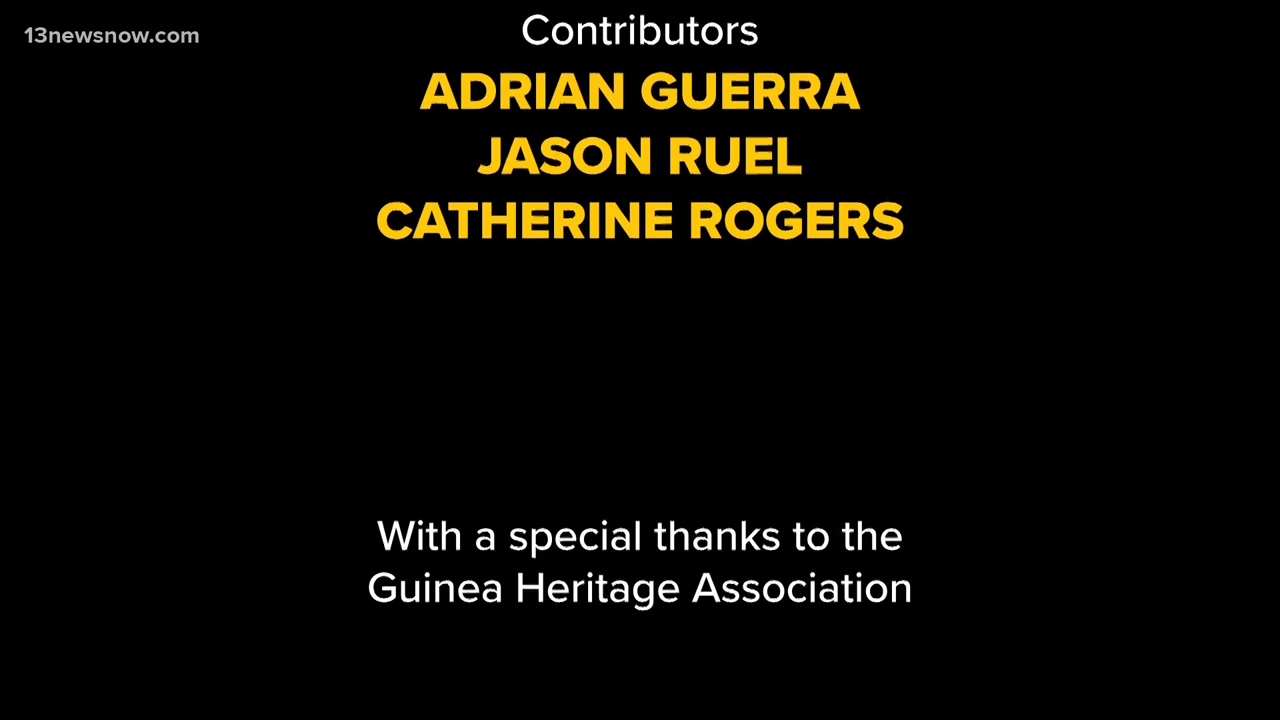 13newsnow.com
Contributors
ADRIAN GUERRA
JASON RUEL
CATHERINE ROGERS
With a special thanks to the
Guinea Heritage Association